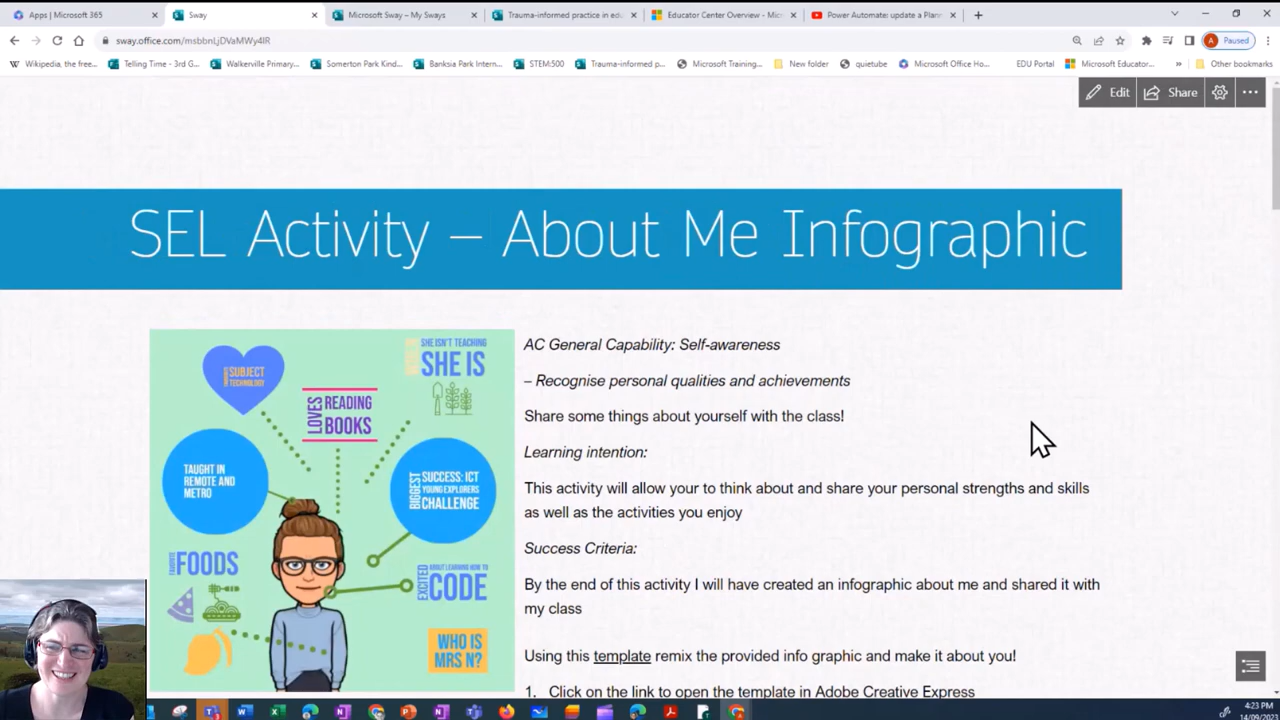 Apps | Microsoft 365
Sway
Microsoft Sway – My Sways
Trauma-informed practice in edu
Educator Center Overview - Micr
Power Automate: update a Plann
sway.office.com/msbbnLjDVaMWy4lR
Paused
Wikipedia, the free...
Telling Time - 3rd G...
Walkerville Primary...
Somerton Park Kind...
Banksia Park Intern...
STEM:500
Trauma-informed p...
Microsoft Training...
New folder
quietube
Microsoft Office Ho...
EDU Portal
Microsoft Educator...
Other bookmarks
Edit
Share
SEL Activity – About Me Infographic
SUBJECT
TECHNOLOGY
LOVES READING
BOOKS
SHE ISN'T TEACHING
SHE IS
TAUGHT IN
REMOTE AND
METRO
BIGGEST SUCCESS: ICT
YOUNG EXPLORERS
CHALLENGE
FOODS
EXCITED ABOUT LEARNING HOW TO
CODE
WHO IS
MRS N?
AC General Capability: Self-awareness
– Recognise personal qualities and achievements
Share some things about yourself with the class!
Learning intention:
This activity will allow your to think about and share your personal strengths and skills
as well as the activities you enjoy
Success Criteria:
By the end of this activity I will have created an infographic about me and shared it with
my class
Using this template remix the provided info graphic and make it about you!
1. Click on the link to open the template in Adobe Creative Express
4:23 PM
14/09/2023